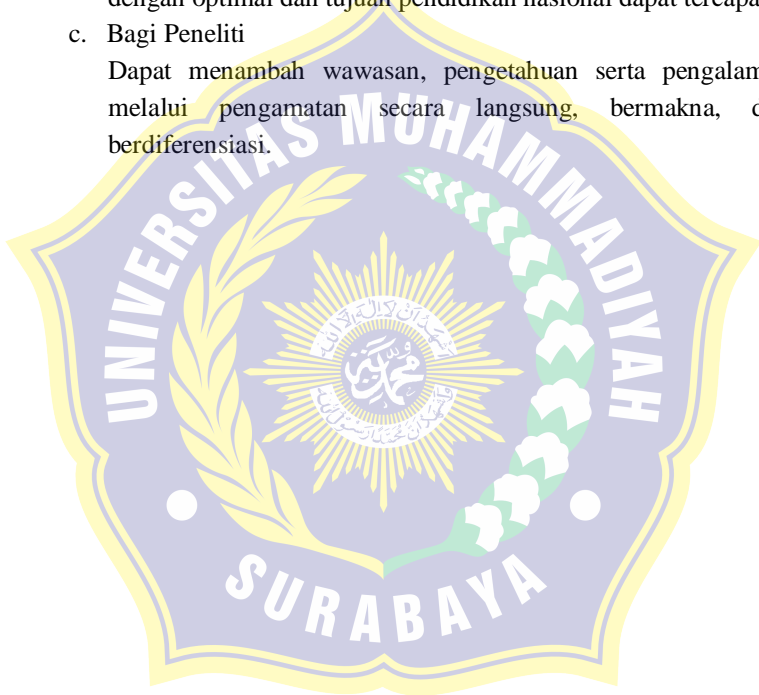 dengan optimal dan tujuan pendidikan nasional dapat tercapa
c. Bagi Peneliti
Dapat menambah wawasan, pengetahuan serta pengalam
melalui pengamatan secara langsung, bermakna, d
berdiferensiasi.
UNIVERSITAS MUHAMMADIYAH
SURABAYA